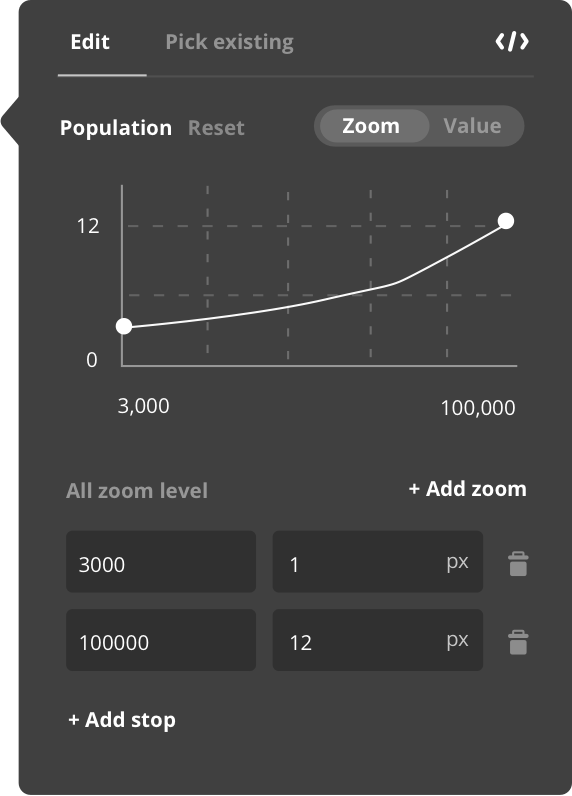 Edit Pick existing </>
Population Reset Zoom Value
12
0
3,000 100,000
All zoom level + Add zoom
3000 1 px
100000 12 px
+ Add stop